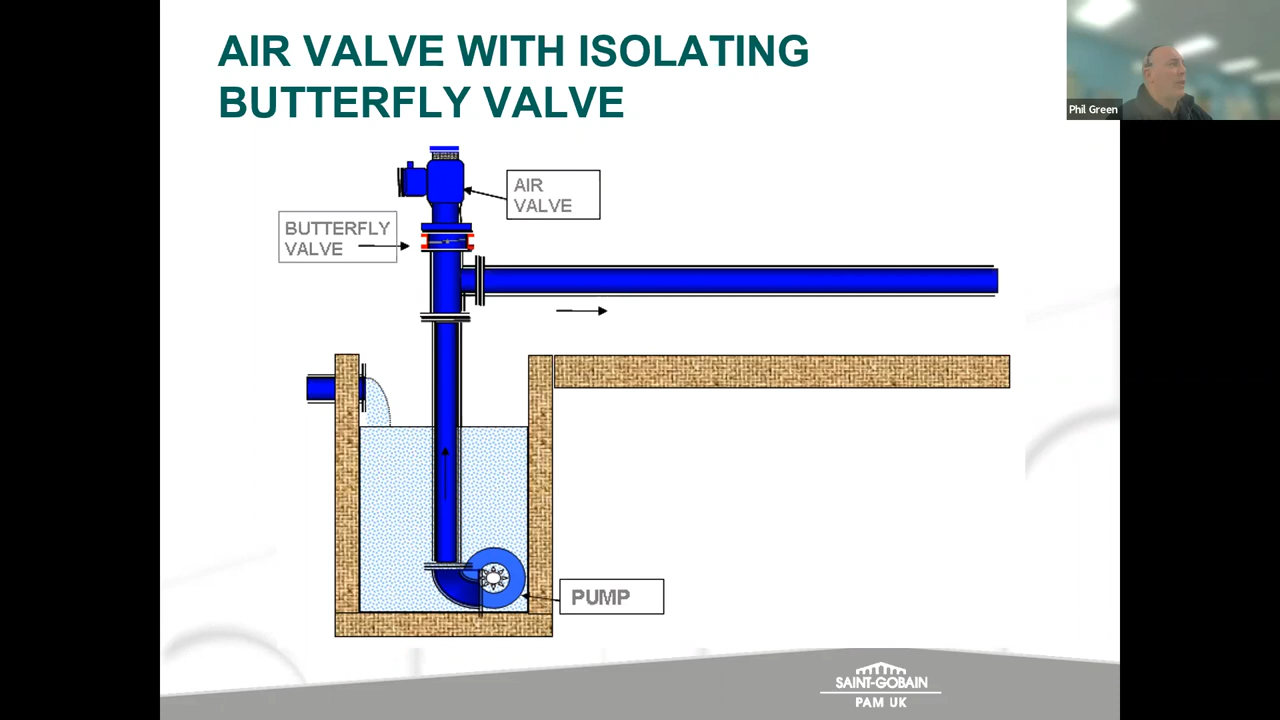 AIR VALVE WITH ISOLATING
BUTTERFLY VALVE
Phil Green
AIR
VALVE
BUTTERFLY
VALVE
PUMP
SAINT-GOBAIN
PAM UK